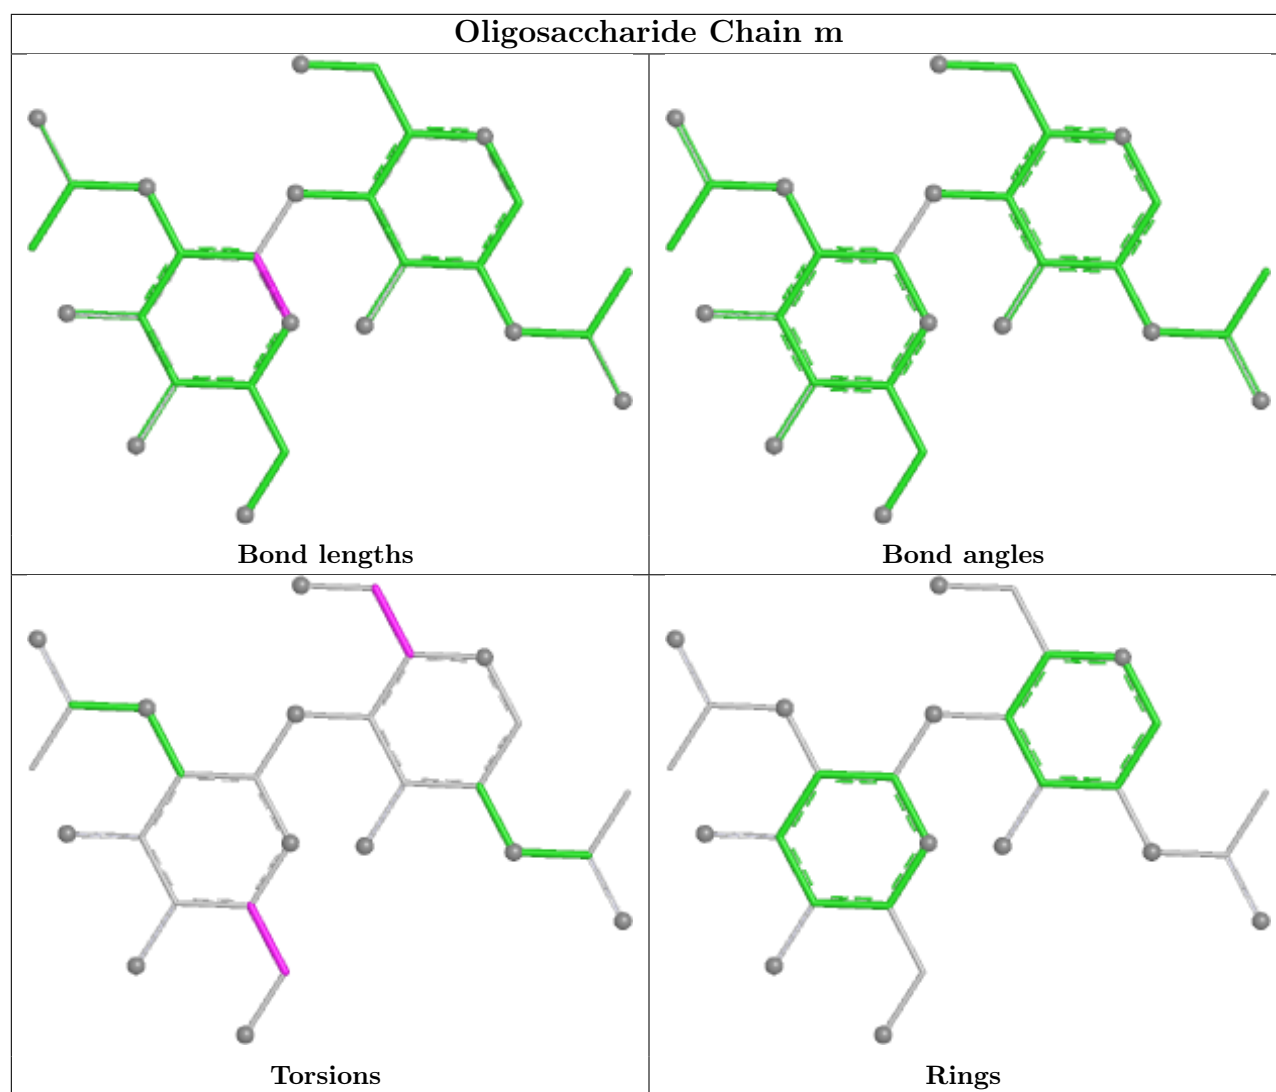 Oligosaccharide Chain m
Bond lengths
Bond angles
Torsions
Rings